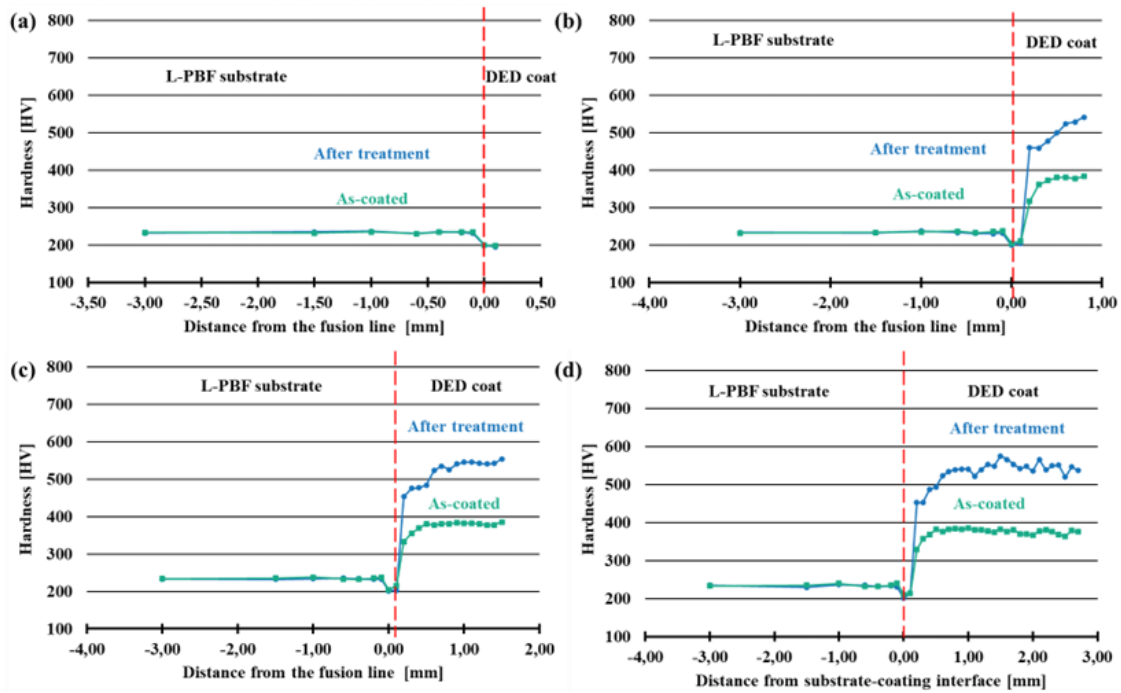 (a)
800
700
600
500
400
300
200
100
Hardness [HV]
L-PBF substrate
DED coat
After treatment
As-coated
-3,50 -3,00 -2,50 -2,00 -1,50 -1,00 -0,50 0,00 0,50
Distance from the fusion line [mm]
(b)
800
700
600
500
400
300
200
100
Hardness [HV]
L-PBF substrate
DED coat
After treatment
As-coated
-4,00 -3,00 -2,00 -1,00 0,00 1,00
Distance from the fusion line [mm]
(c)
800
700
600
500
400
300
200
100
Hardness [HV]
L-PBF substrate
DED coat
After treatment
As-coated
-4,00 -3,00 -2,00 -1,00 0,00 1,00 2,00
Distance from the fusion line [mm]
(d)
800
700
600
500
400
300
200
100
Hardness [HV]
L-PBF substrate
DED coat
After treatment
As-coated
-4,00 -3,00 -2,00 -1,00 0,00 1,00 2,00 3,00
Distance from substrate-coating interface [mm]